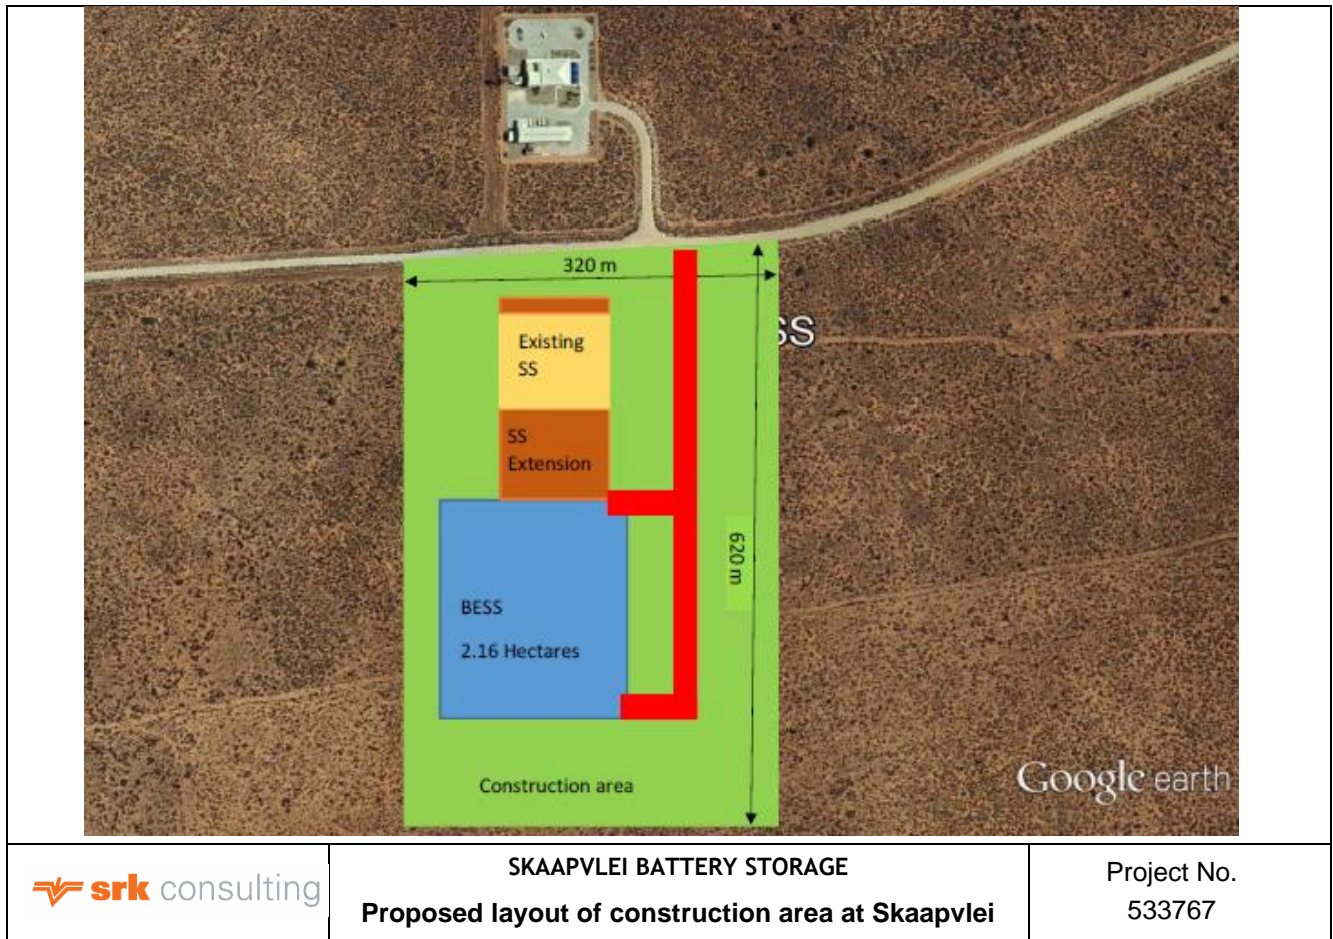 320 m
SS
Existing
SS
SS
Extension
620 m
BESS
2.16 Hectares
Construction area
Google earth
srk consulting
SKAAPVLEI BATTERY STORAGE
Proposed layout of construction area at Skaapvlei
Project No.
533767